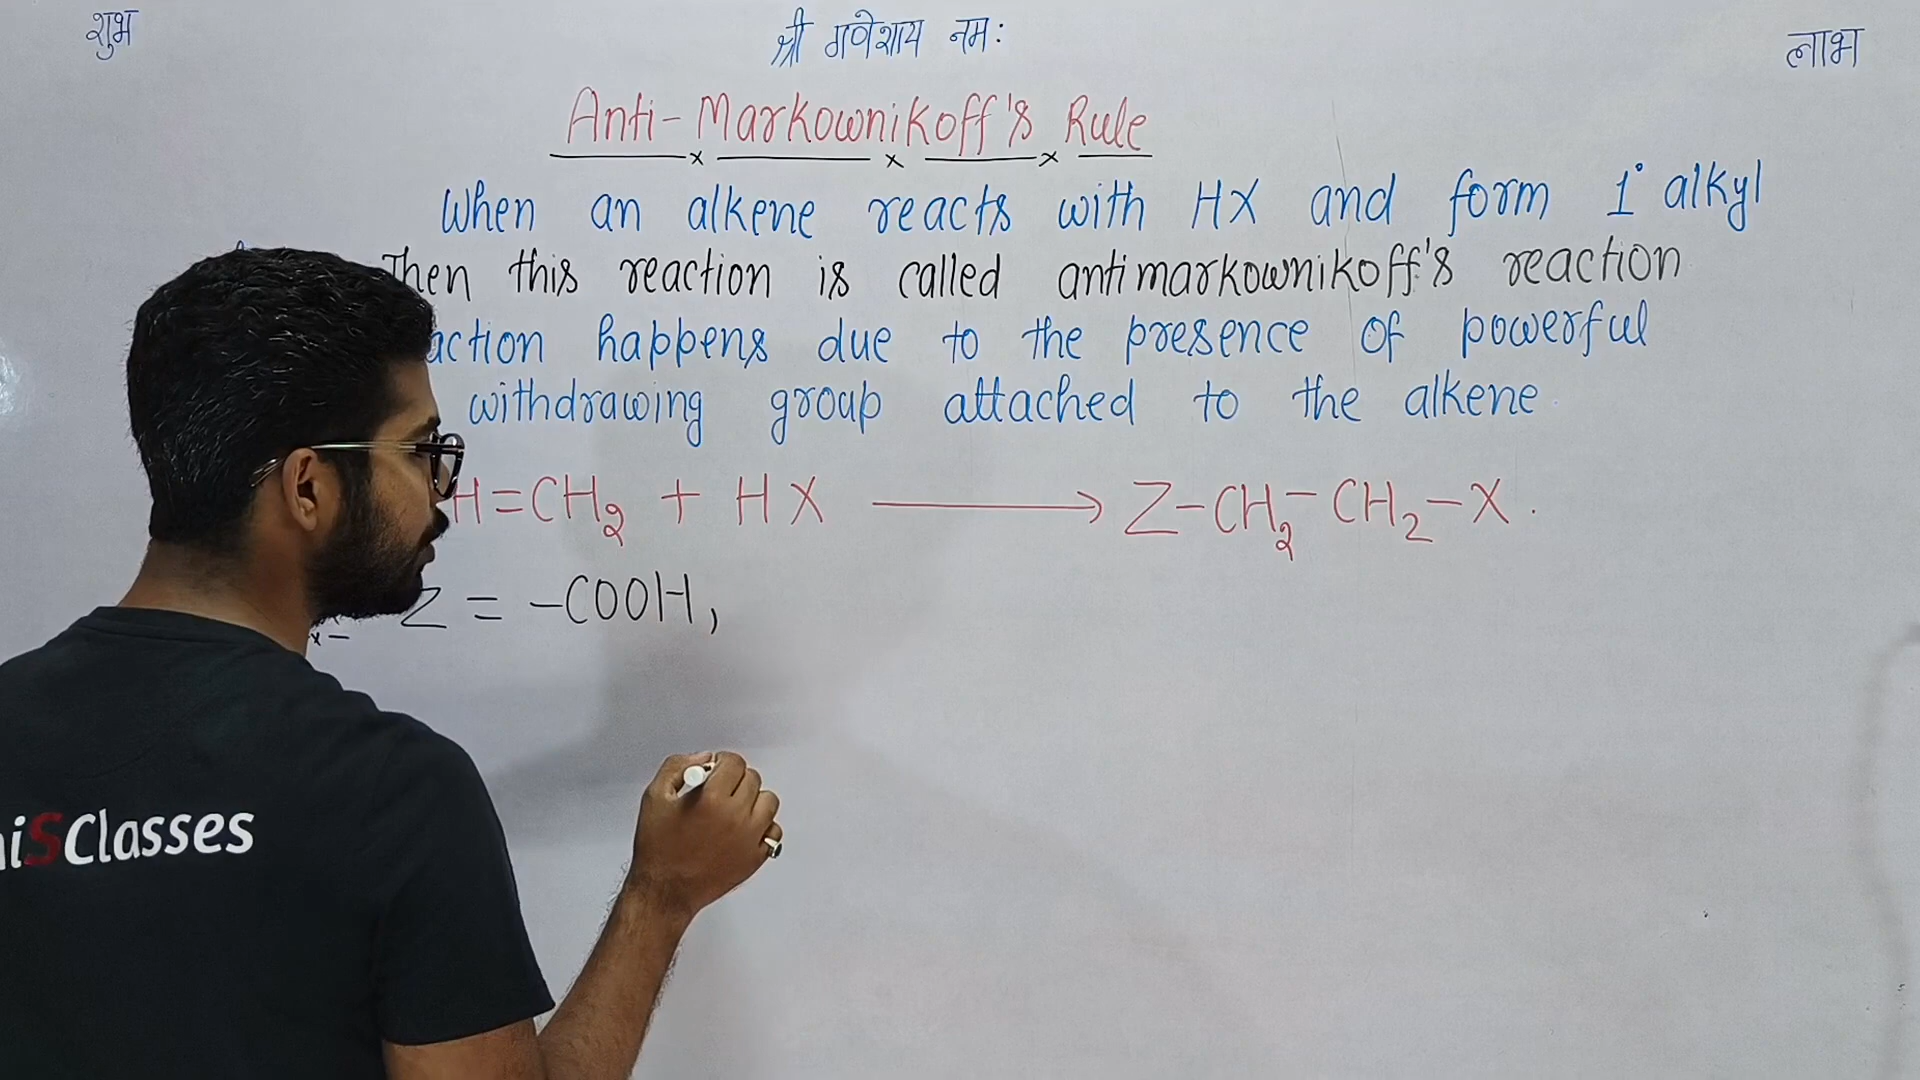 शुभ श्री गणेशाय नमः लाभ
Anti-Markownikoff's Rule
When an alkene reacts with HX and form 1° alkyl
Then this reaction is called antimarkownikoff's reaction
action happens due to the presence of powerful
withdrawing group attached to the alkene.
H=CH₂ + HX ⟶ Z-CH₂-CH₂-X.
Z = -COOH,
iSClasses